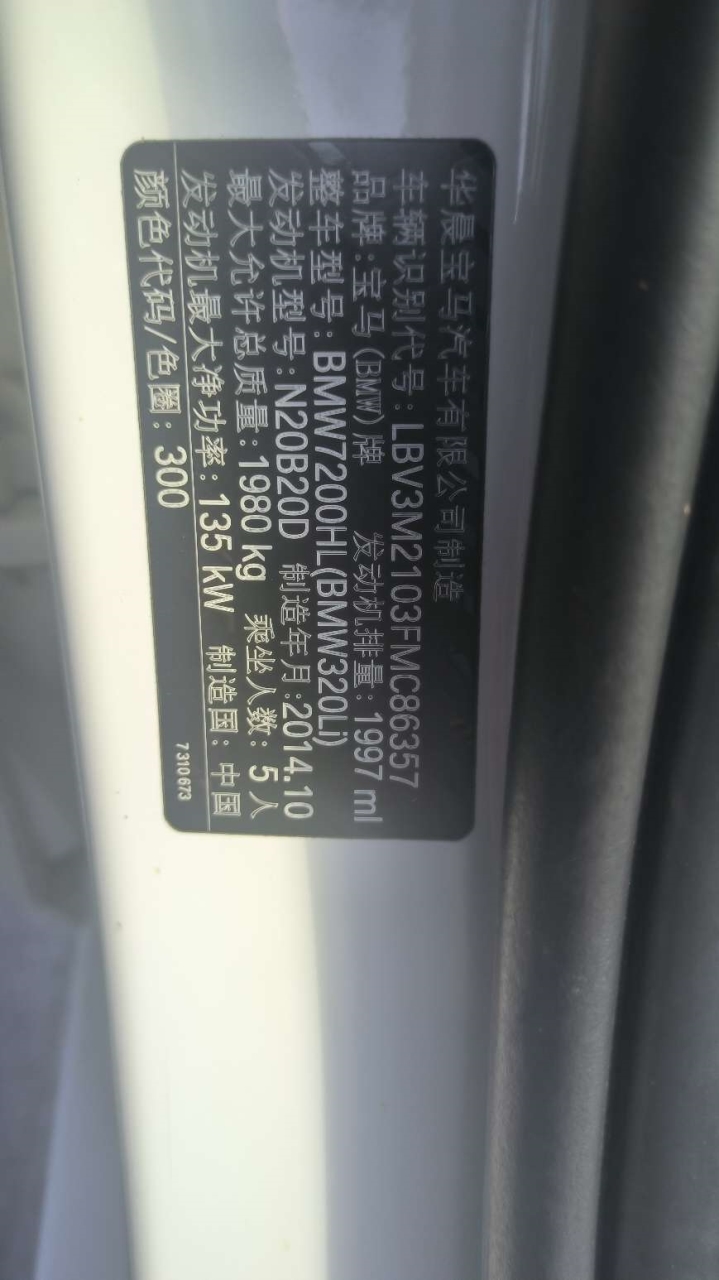 华晨宝马汽车有限公司制造
车辆识别代号:LBV3M2103FMC86357
品牌:宝马(BMW)牌 发动机排量:1997 ml
整车型号:BMW7200HL(BMW320Li)
发动机型号:N20B20D 制造年月:2014.10
最大允许总质量:1980 kg 乘坐人数:5人
发动机最大净功率:135 kW 制造国:中国
颜色代码/色圈:300
7310673